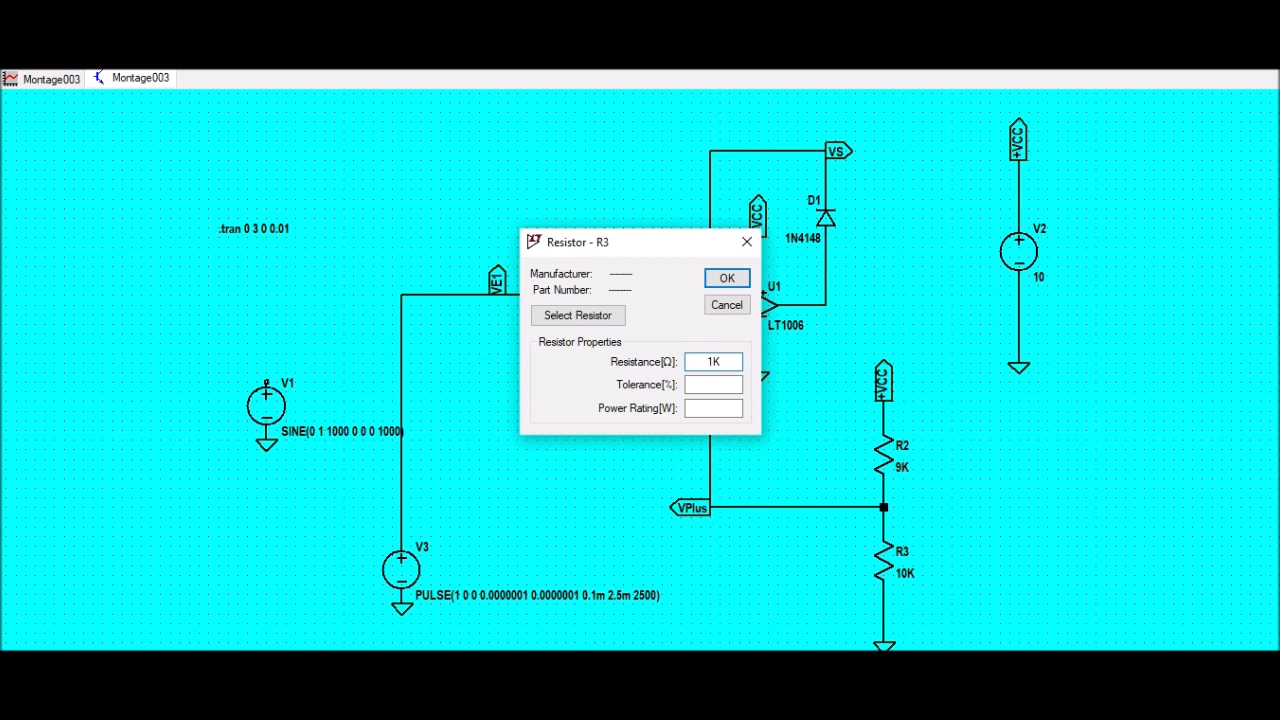 Montage003
Montage003
VS
+VCC
D1
.tran 0 3 0 0.01
VCC
V2
1N4148
Resistor - R3
VE1
Manufacturer: --------
OK
10
Part Number: --------
U1
Cancel
Select Resistor
LT1006
Resistor Properties
Resistance[Ω]: 1K
Tolerance[%]:
+VCC
V1
Power Rating[W]:
SINE(0 1 1000 0 0 0 1000)
R2
9K
VPlus
V3
R3
10K
PULSE(1 0 0 0.0000001 0.0000001 0.1m 2.5m 2500)